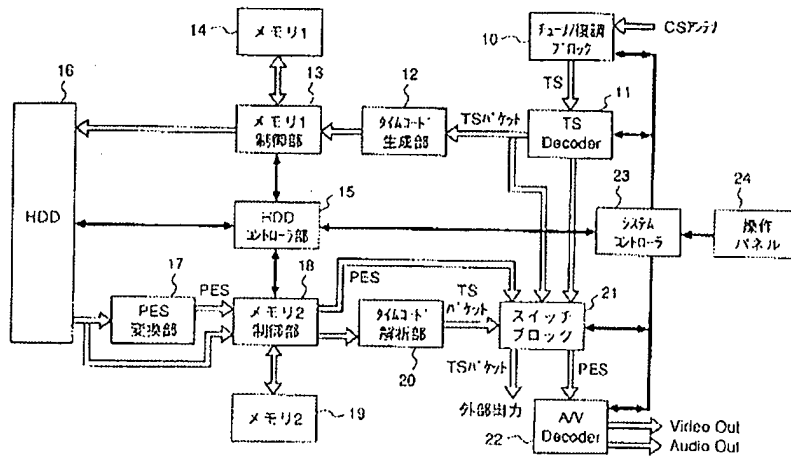 14
メモリ1
10
チューナ/復調
ブロック
CSアンテナ
TS
16
13
12
11
メモリ1
制御部
タイムコード
生成部
TSパケット
TS
Decoder
HDD
15
HDD
コントローラ部
23
システム
コントローラ
24
操作
パネル
17
PES
変換部
PES
18
メモリ2
制御部
PES
TS
パケット
タイムコード
解析部
20
21
スイッチ
ブロック
TSパケット
外部出力
PES
メモリ2
19
A/V
Decoder
22
Video Out
Audio Out